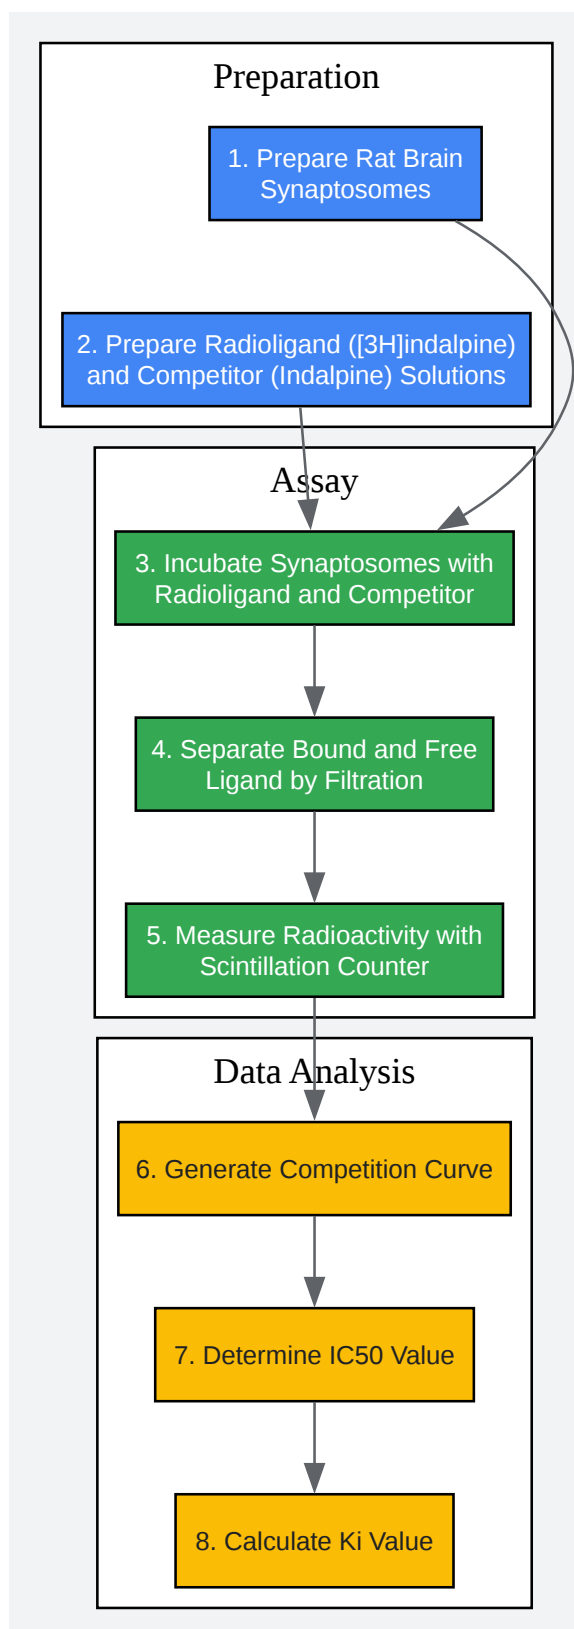 Preparation
1. Prepare Rat Brain
Synaptosomes
2. Prepare Radioligand ([3H]indalpine)
and Competitor (Indalpine) Solutions
Assay
3. Incubate Synaptosomes with
Radioligand and Competitor
4. Separate Bound and Free
Ligand by Filtration
5. Measure Radioactivity with
Scintillation Counter
Data Analysis
6. Generate Competition Curve
7. Determine IC50 Value
8. Calculate Ki Value